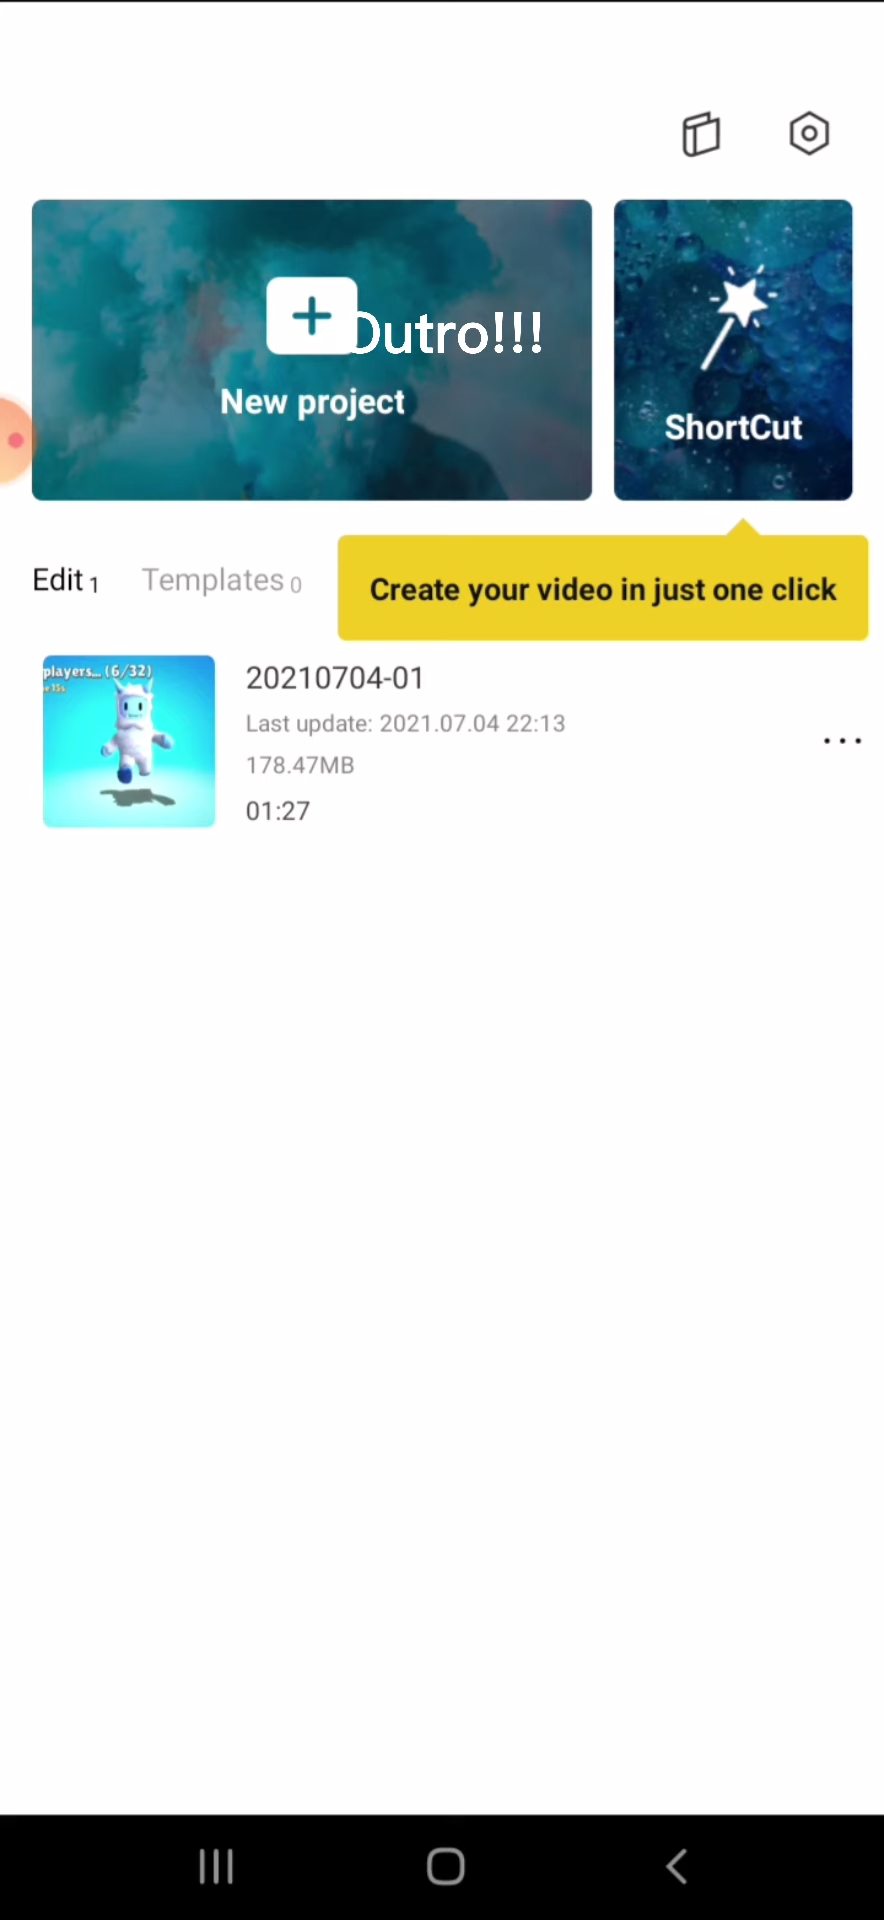 Outro!!!
New project
ShortCut
Edit 1
Templates 0
Create your video in just one click
players... (6/32)
20210704-01
Last update: 2021.07.04 22:13
178.47MB
01:27